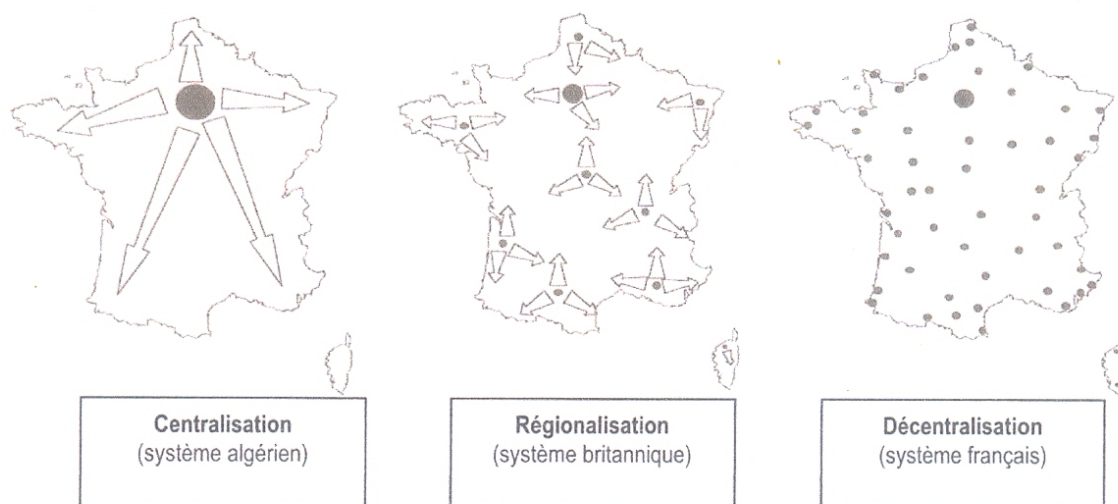 Centralisation
(système algérien)
Régionalisation
(système britannique)
Décentralisation
(système français)